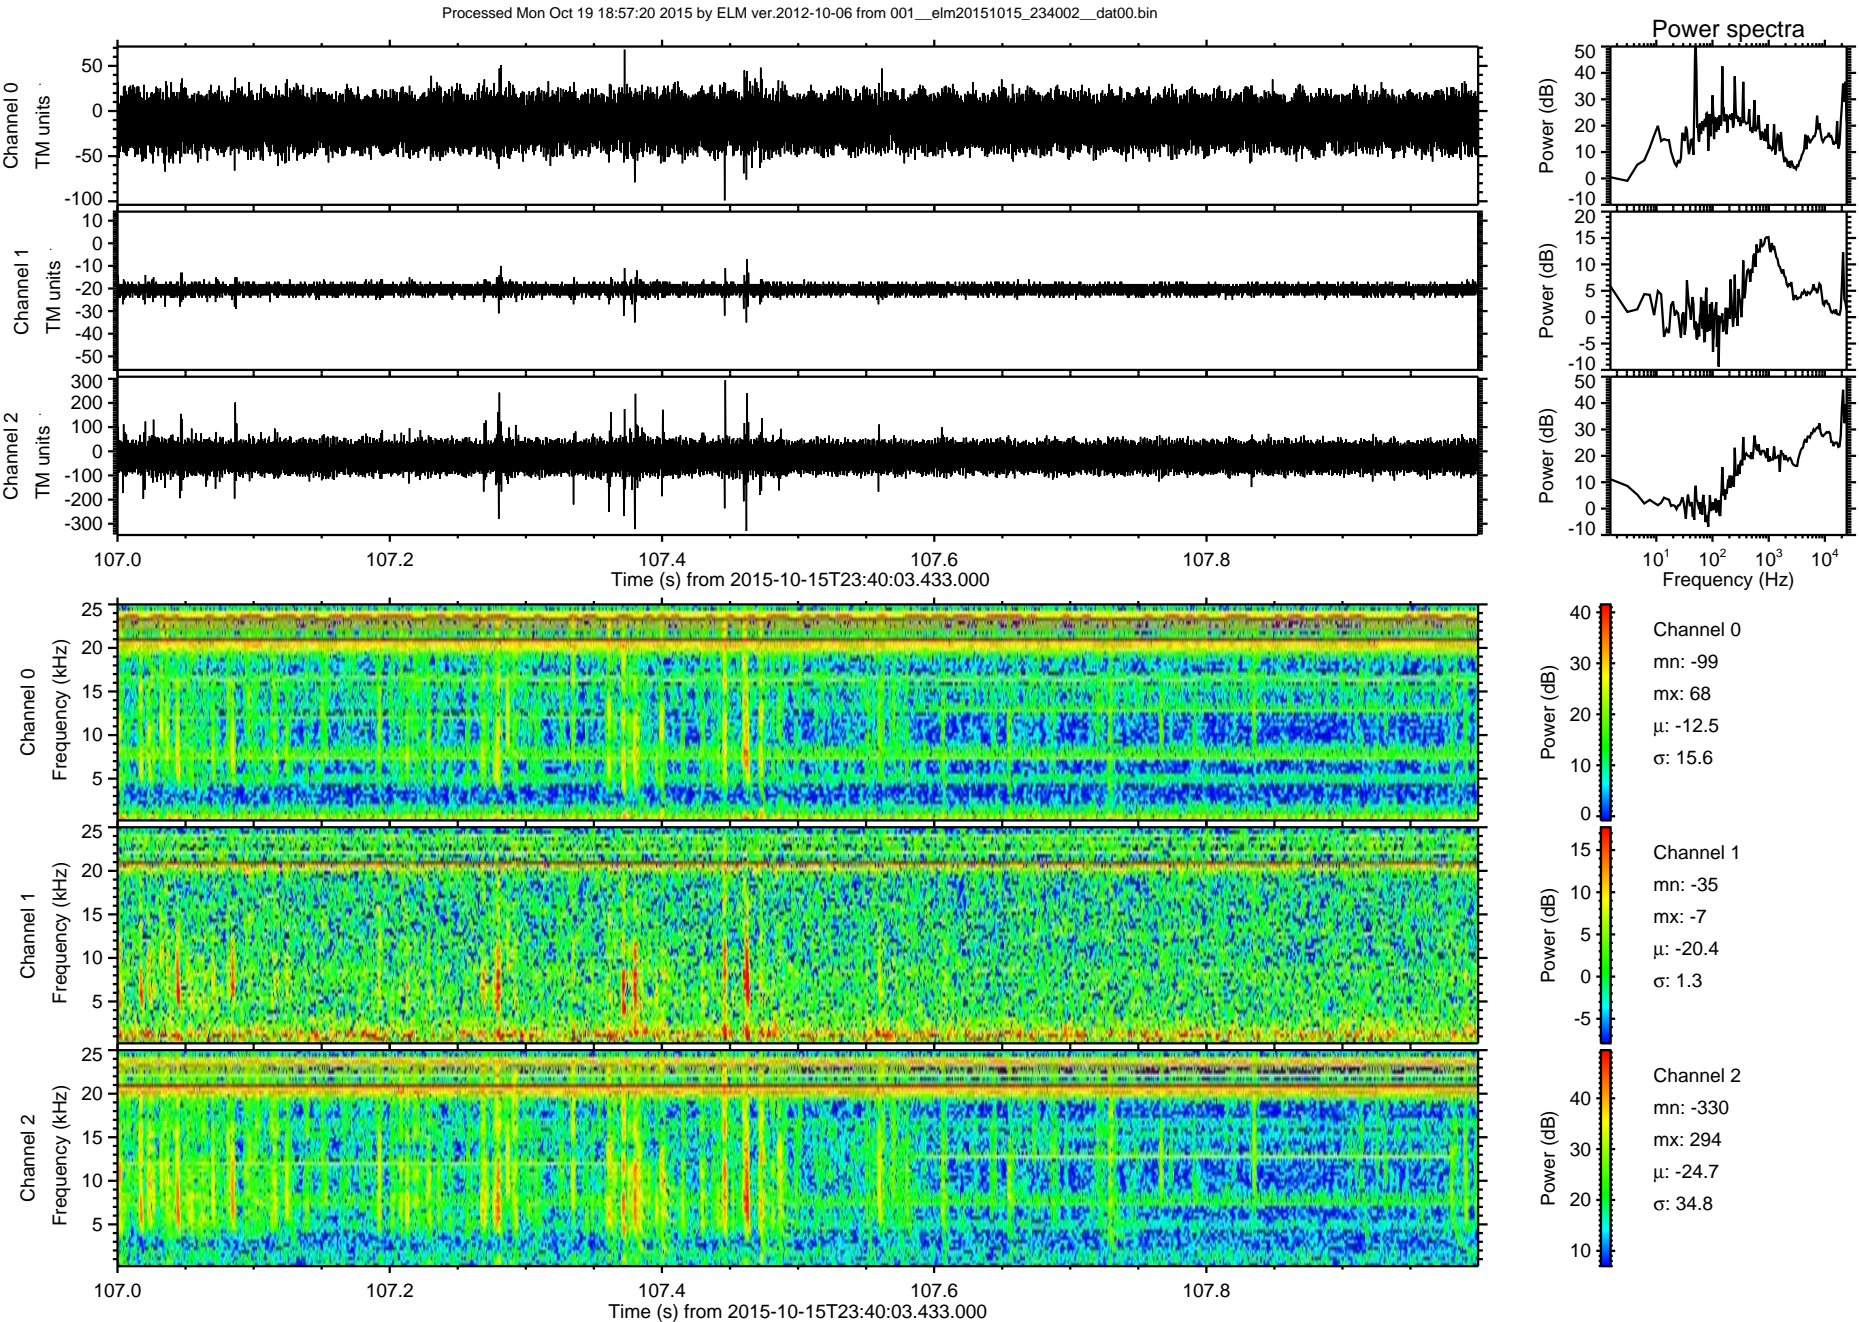 Processed Mon Oct 19 18:57:20 2015 by ELM ver.2012-10-06 from 001__elm20151015_234002__dat00.bin
Power spectra
Channel 0
TM units
50
0
-50
-100
Power (dB)
50
40
30
20
10
0
-10
Channel 1
TM units
10
0
-10
-20
-30
-40
-50
Power (dB)
20
15
10
5
0
-5
-10
Channel 2
TM units
300
200
100
0
-100
-200
-300
Power (dB)
50
40
30
20
10
0
-10
107.0 107.2 107.4 107.6 107.8
Time (s) from 2015-10-15T23:40:03.433.000
10¹ 10² 10³ 10⁴
Frequency (Hz)
Channel 0
Frequency (kHz)
25
20
15
10
5
Power (dB)
40
30
20
10
0
Channel 0
mn: -99
mx: 68
μ: -12.5
σ: 15.6
Channel 1
Frequency (kHz)
25
20
15
10
5
Power (dB)
15
10
5
0
-5
Channel 1
mn: -35
mx: -7
μ: -20.4
σ: 1.3
Channel 2
Frequency (kHz)
25
20
15
10
5
Power (dB)
40
30
20
10
Channel 2
mn: -330
mx: 294
μ: -24.7
σ: 34.8
107.0 107.2 107.4 107.6 107.8
Time (s) from 2015-10-15T23:40:03.433.000